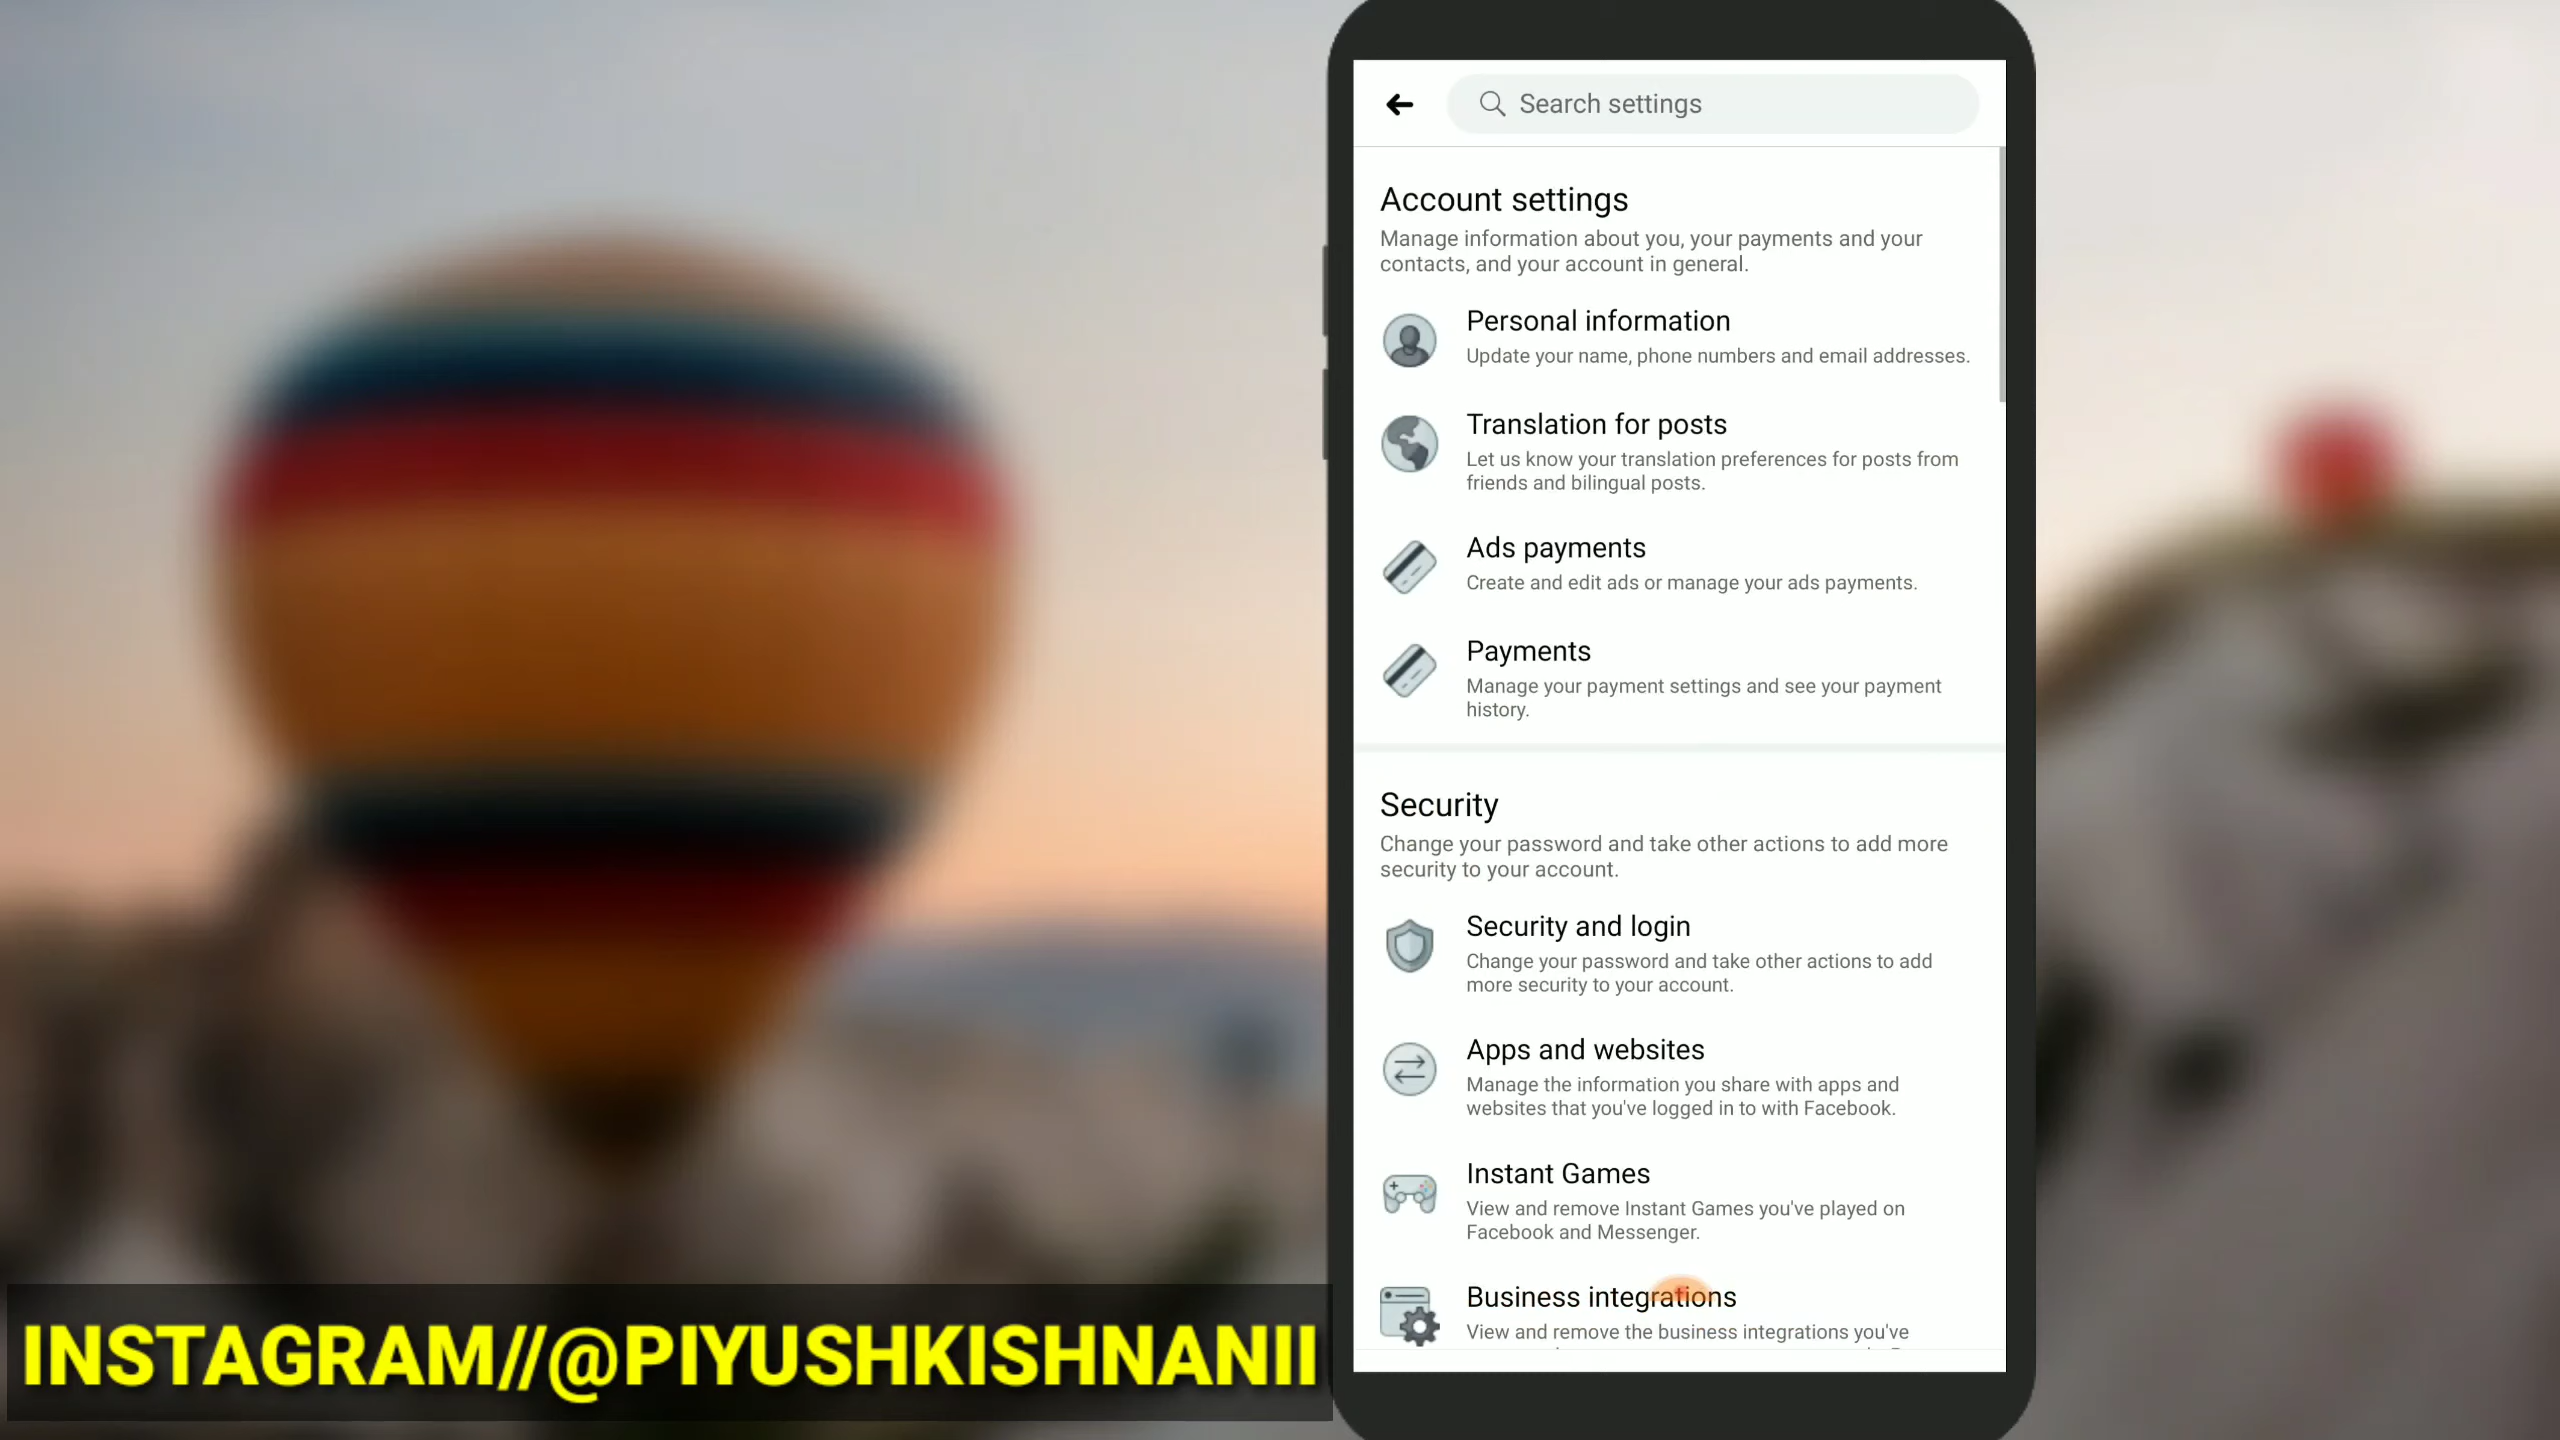 Search settings
Account settings
Manage information about you, your payments and your
contacts, and your account in general.
Personal information
Update your name, phone numbers and email addresses.
Translation for posts
Let us know your translation preferences for posts from
friends and bilingual posts.
Ads payments
Create and edit ads or manage your ads payments.
Payments
Manage your payment settings and see your payment
history.
Security
Change your password and take other actions to add more
security to your account.
Security and login
Change your password and take other actions to add
more security to your account.
Apps and websites
Manage the information you share with apps and
websites that you've logged in to with Facebook.
Instant Games
View and remove Instant Games you've played on
Facebook and Messenger.
Business integrations
View and remove the business integrations you've
INSTAGRAM//@PIYUSHKISHNANII